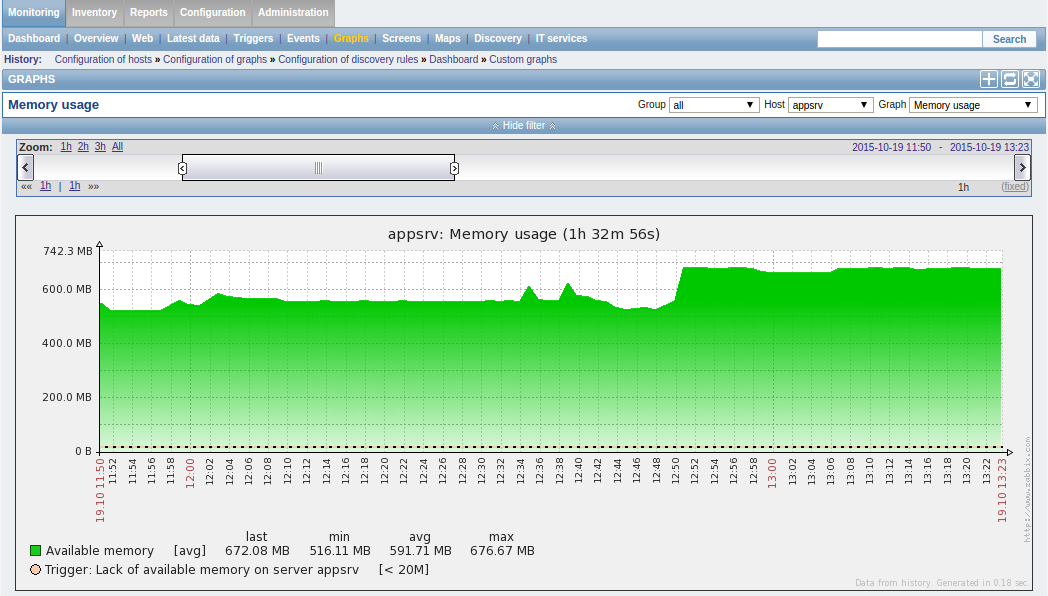 Monitoring Inventory Reports Configuration Administration
Dashboard | Overview | Web | Latest data | Triggers | Events | Graphs | Screens | Maps | Discovery | IT services Search
History: Configuration of hosts » Configuration of graphs » Configuration of discovery rules » Dashboard » Custom graphs
GRAPHS
Memory usage Group all Host appsrv Graph Memory usage
Hide filter
Zoom: 1h 2h 3h All 2015-10-19 11:50 - 2015-10-19 13:23
«« 1h | 1h »» 1h (fixed)
appsrv: Memory usage (1h 32m 56s)
742.3 MB
600.0 MB
400.0 MB
200.0 MB
0 B
19.10 11:50 11:52 11:54 11:56 11:58 12:00 12:02 12:04 12:06 12:08 12:10 12:12 12:14 12:16 12:18 12:20 12:22 12:24 12:26 12:28 12:30 12:32 12:34 12:36 12:38 12:40 12:42 12:44 12:46 12:48 12:50 12:52 12:54 12:56 12:58 13:00 13:02 13:04 13:06 13:08 13:10 13:12 13:14 13:16 13:18 13:20 13:22 19.10 13:23
http://www.zabbix.com
last min avg max
Available memory [avg] 672.08 MB 516.11 MB 591.71 MB 676.67 MB
Trigger: Lack of available memory on server appsrv [< 20M]
Data from history. Generated in 0.18 sec.